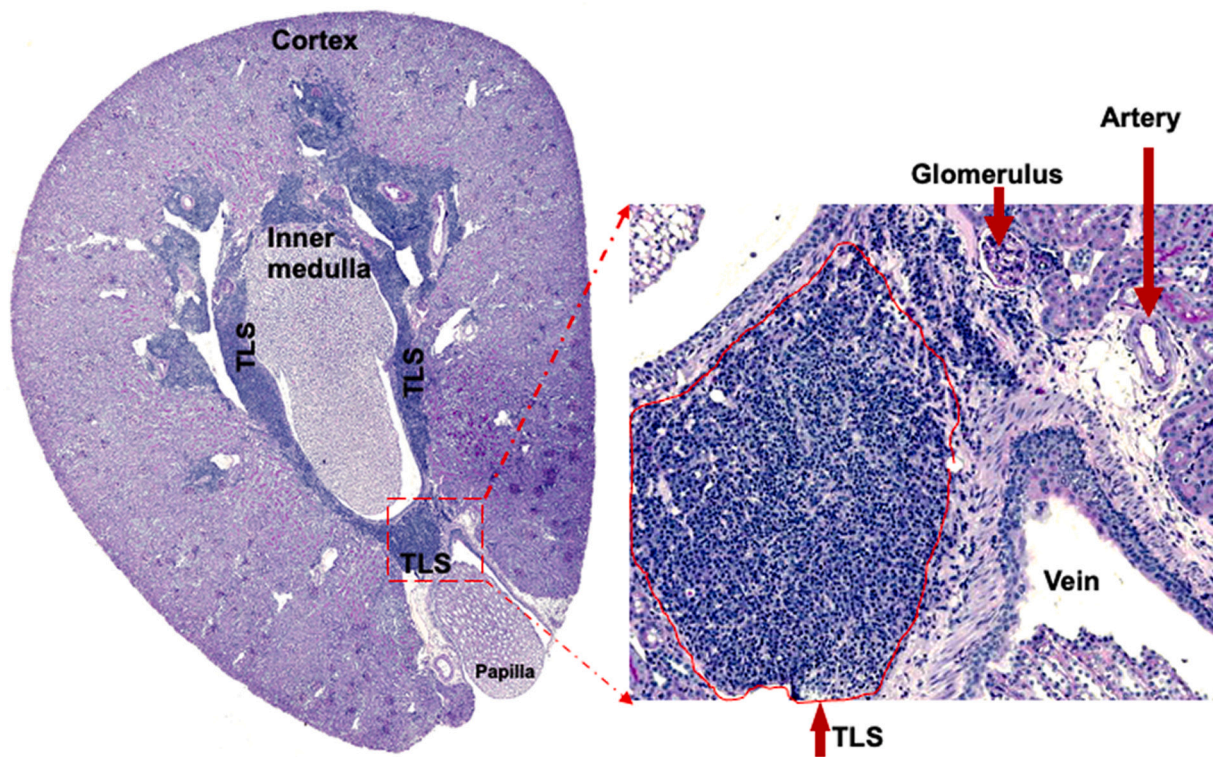 Cortex
Inner
medulla
TLS
TLS
TLS
Papilla
Artery
Glomerulus
Vein
TLS